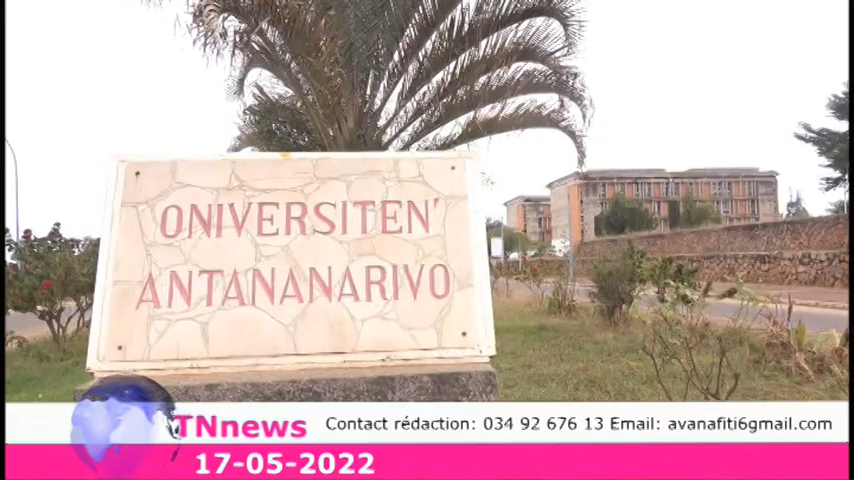 ONIVERSITEN'
ANTANANARIVO
TNnews
Contact rédaction: 034 92 676 13 Email: avanafiti6gmail.com
17-05-2022